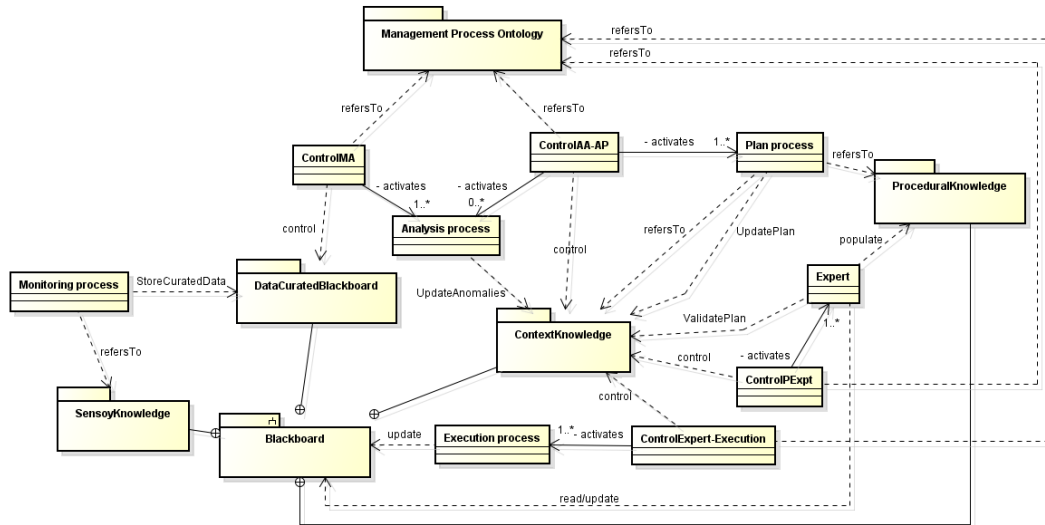 Management Process Ontology
refersTo
refersTo
refersTo
refersTo
ControlMA
ControlAA-AP
- activates
1..*
Plan process
refersTo
ProceduralKnowledge
- activates
1..*
- activates
0..*
Analysis process
control
control
refersTo
UpdatePlan
populate
Monitoring process
StoreCuratedData
DataCuratedBlackboard
UpdateAnomalies
Expert
ContextKnowledge
ValidatePlan
1..*
refersTo
control
- activates
ControlPExpt
SensoyKnowledge
control
Blackboard
update
Execution process
1..*
- activates
ControlExpert-Execution
read/update